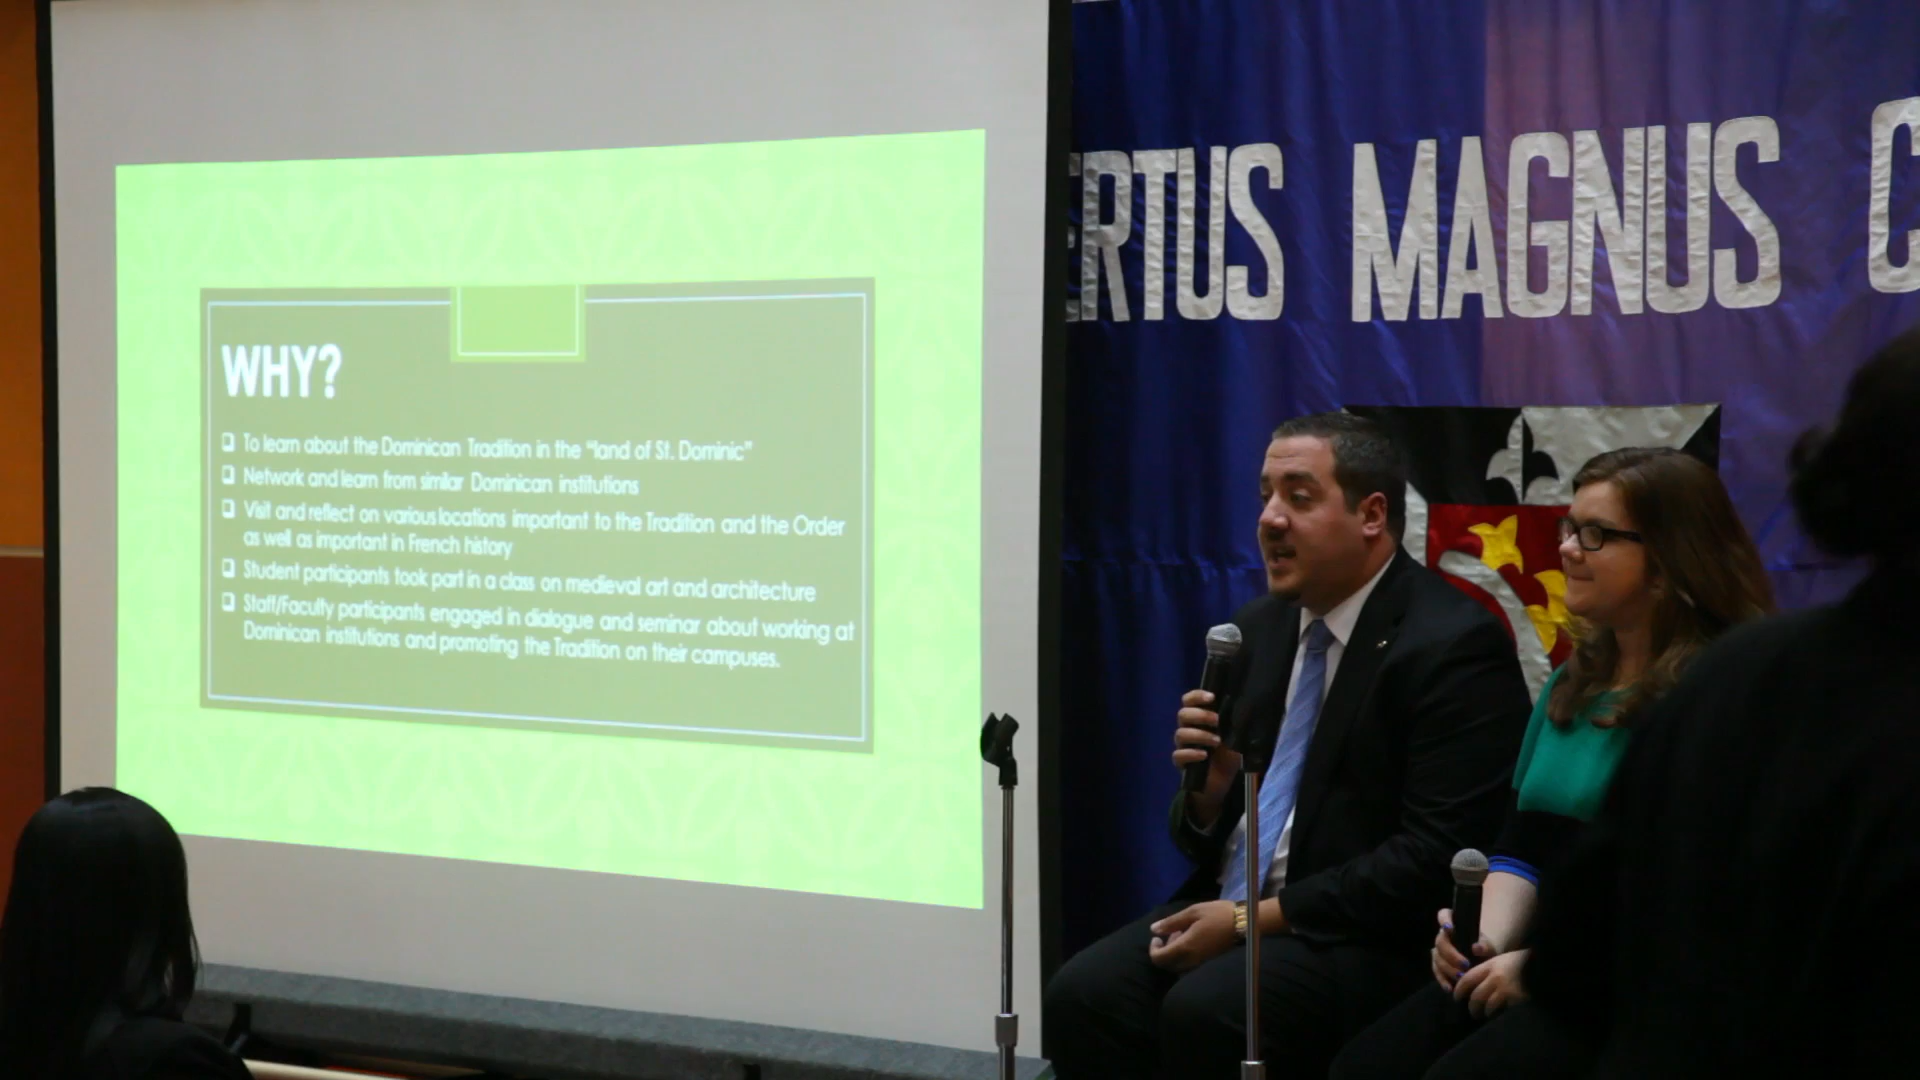 WHY?
❑ To learn about the Dominican Tradition in the "land of St. Dominic"
❑ Network and learn from similar Dominican institutions
❑ Visit and reflect on various locations important to the Tradition and the Order
as well as important in French history
❑ Student participants took part in a class on medieval art and architecture
❑ Staff/Faculty participants engaged in dialogue and seminar about working at
Dominican institutions and promoting the Tradition on their campuses.
ERTUS MAGNUS C